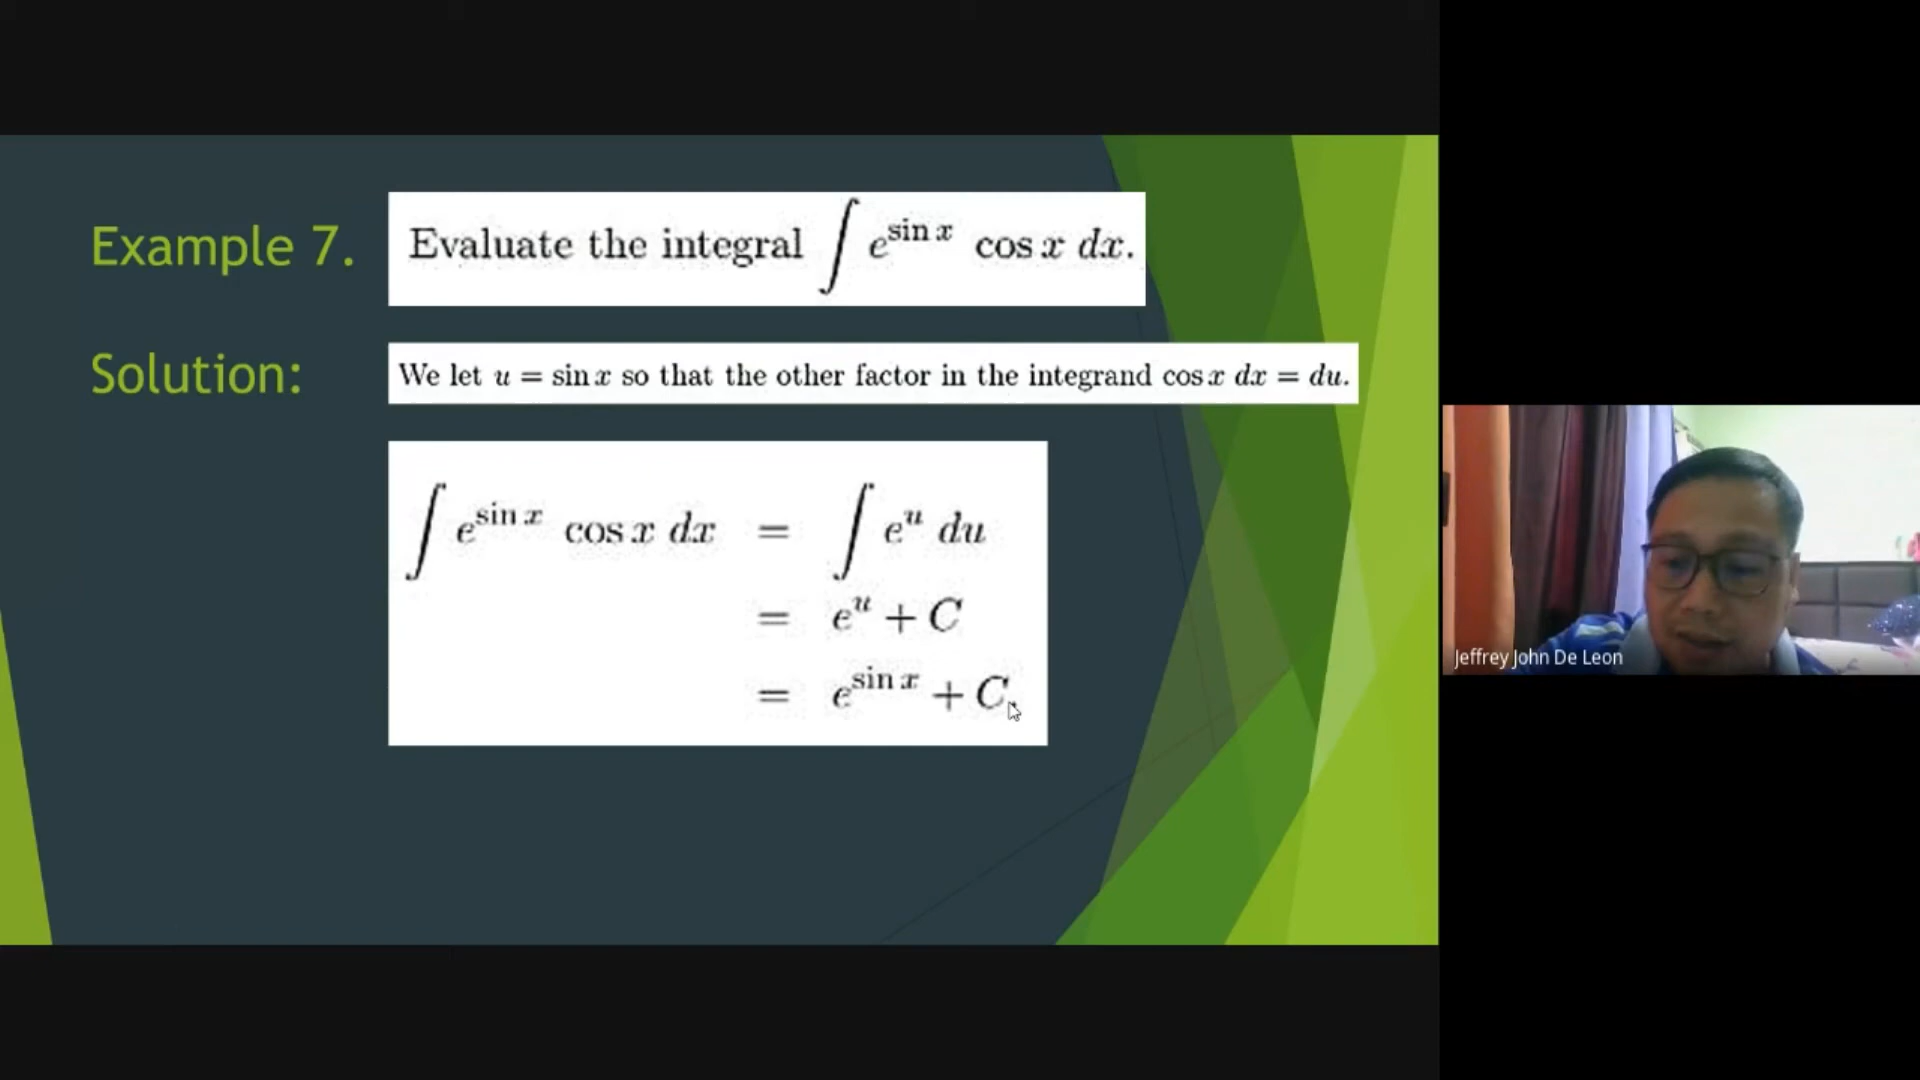 Example 7.
Evaluate the integral ∫ e^{sin x} cos x dx.
Solution:
We let u = sin x so that the other factor in the integrand cos x dx = du.
∫ e^{sin x} cos x dx = ∫ e^u du
= e^u + C
= e^{sin x} + C.
Jeffrey John De Leon